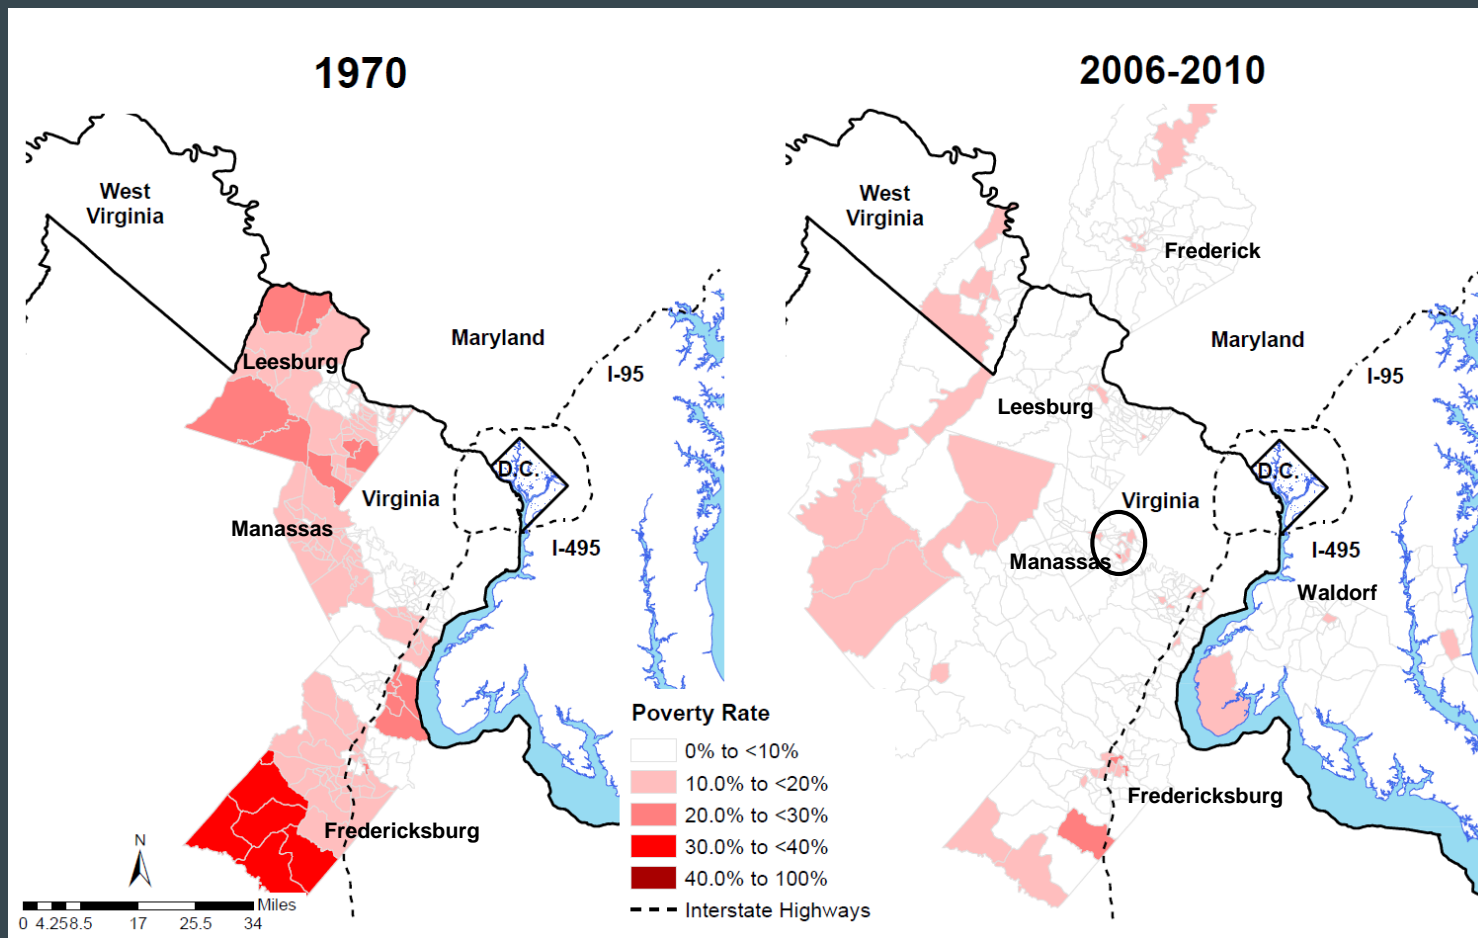 1970
West
Virginia
Leesburg
Maryland
I-95
D.C.
Virginia
Manassas
I-495
Fredericksburg
N
Miles
0 4.25 8.5 17 25.5 34
2006-2010
West
Virginia
Frederick
Maryland
I-95
Leesburg
D.C.
Virginia
Manassas
I-495
Waldorf
Fredericksburg
Poverty Rate
0% to <10%
10.0% to <20%
20.0% to <30%
30.0% to <40%
40.0% to 100%
Interstate Highways